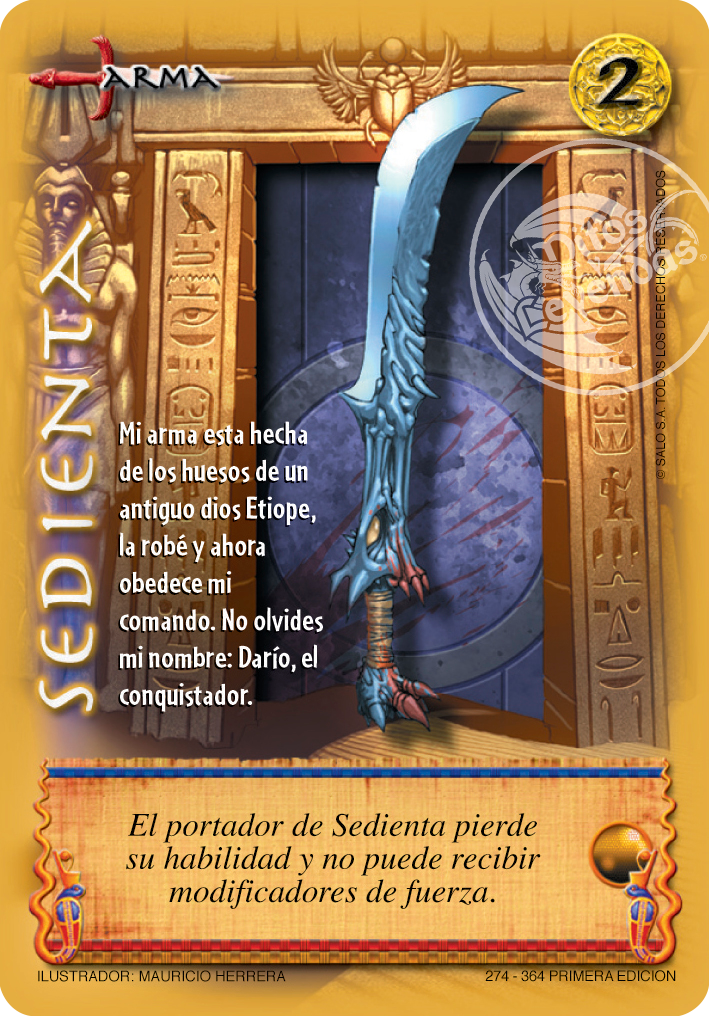 ARMA
2
SEDIENTA
Mitos
Leyendas®
© SALO S.A. TODOS LOS DERECHOS RESERVADOS
Mi arma esta hecha
de los huesos de un
antiguo dios Etiope,
la robé y ahora
obedece mi
comando. No olvides
mi nombre: Darío, el
conquistador.
El portador de Sedienta pierde
su habilidad y no puede recibir
modificadores de fuerza.
ILUSTRADOR: MAURICIO HERRERA
274 - 364 PRIMERA EDICION